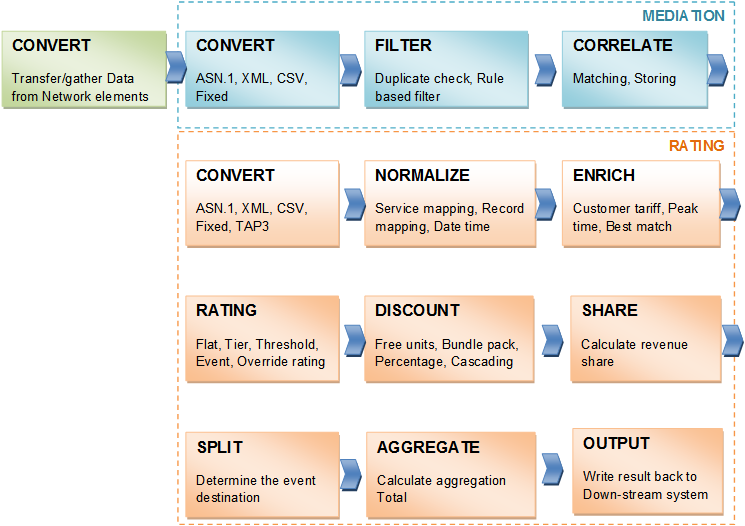 MEDIATION
CONVERT
Transfer/gather Data
from Network elements
CONVERT
ASN.1, XML, CSV,
Fixed
FILTER
Duplicate check, Rule
based filter
CORRELATE
Matching, Storing
RATING
CONVERT
ASN.1, XML, CSV,
Fixed, TAP3
NORMALIZE
Service mapping, Record
mapping, Date time
ENRICH
Customer tariff, Peak
time, Best match
RATING
Flat, Tier, Threshold,
Event, Override rating
DISCOUNT
Free units, Bundle pack,
Percentage, Cascading
SHARE
Calculate revenue
share
SPLIT
Determine the event
destination
AGGREGATE
Calculate aggregation
Total
OUTPUT
Write result back to
Down-stream system